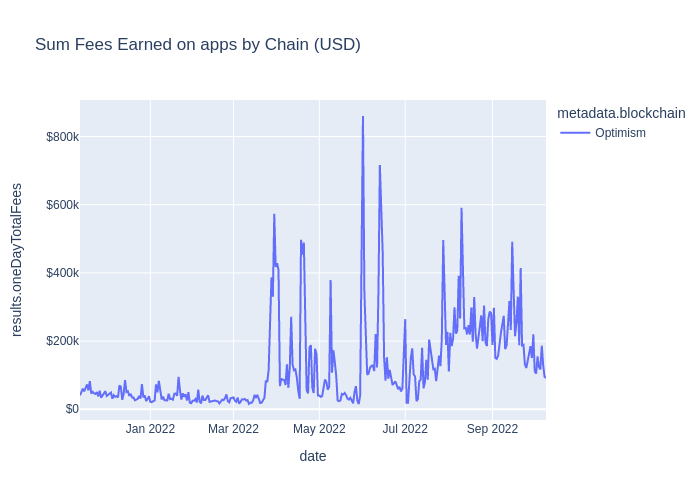 Sum Fees Earned on apps by Chain (USD)
metadata.blockchain
Optimism
results.oneDayTotalFees
$800k
$600k
$400k
$200k
$0
Jan 2022
Mar 2022
May 2022
Jul 2022
Sep 2022
date